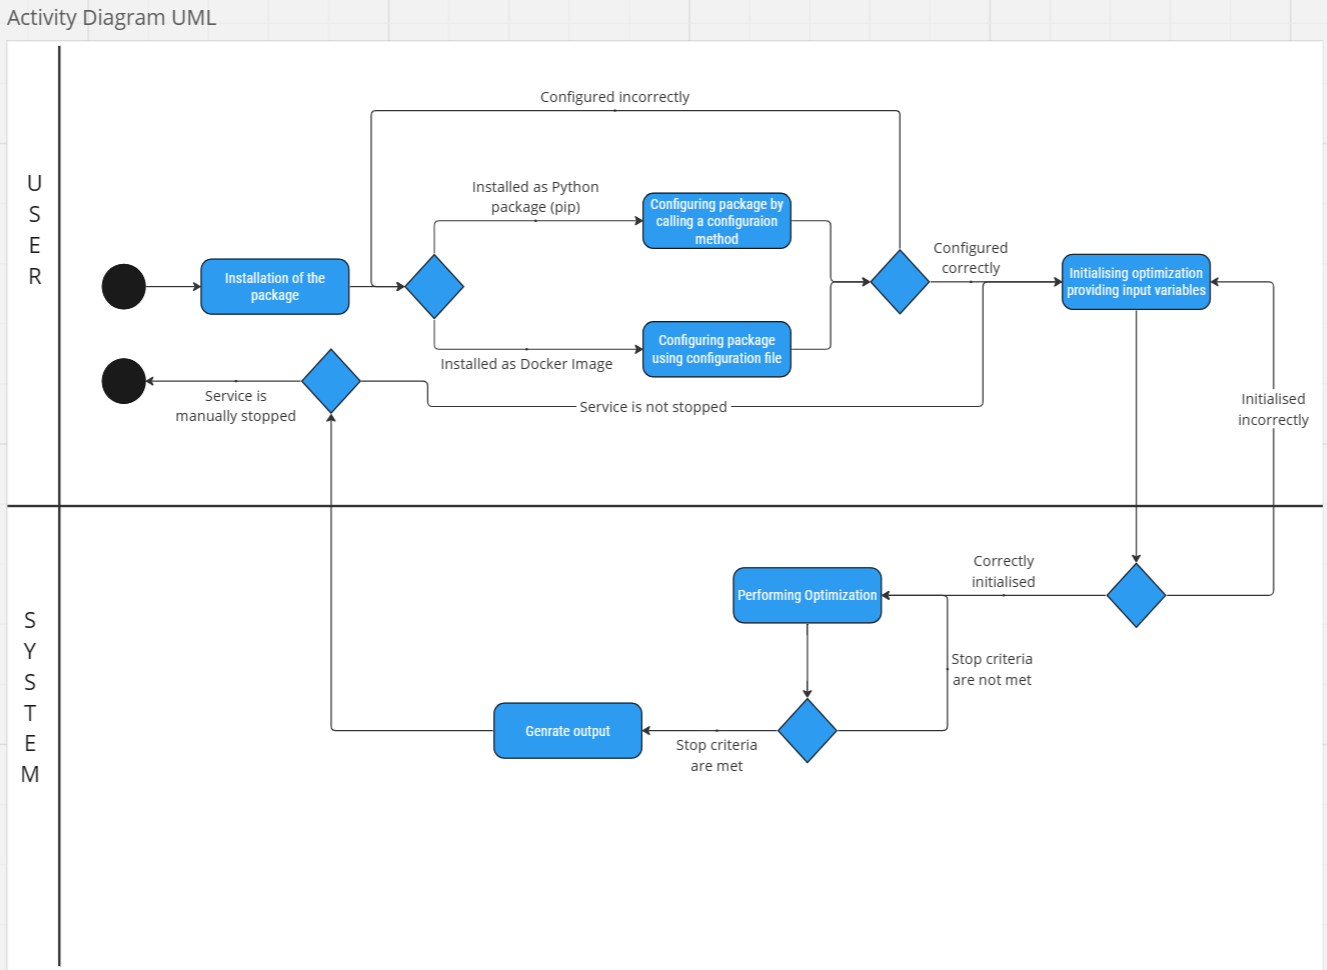 Activity Diagram UML
U
S
E
R
Configured incorrectly
Installed as Python
package (pip)
Configuring package by
calling a configuraion
method
Configured
correctly
Installation of the
package
Initialising optimization
providing input variables
Configuring package
using configuration file
Installed as Docker Image
Service is
manually stopped
Service is not stopped
Initialised
incorrectly
S
Y
S
T
E
M
Correctly
initialised
Performing Optimization
Stop criteria
are not met
Genrate output
Stop criteria
are met